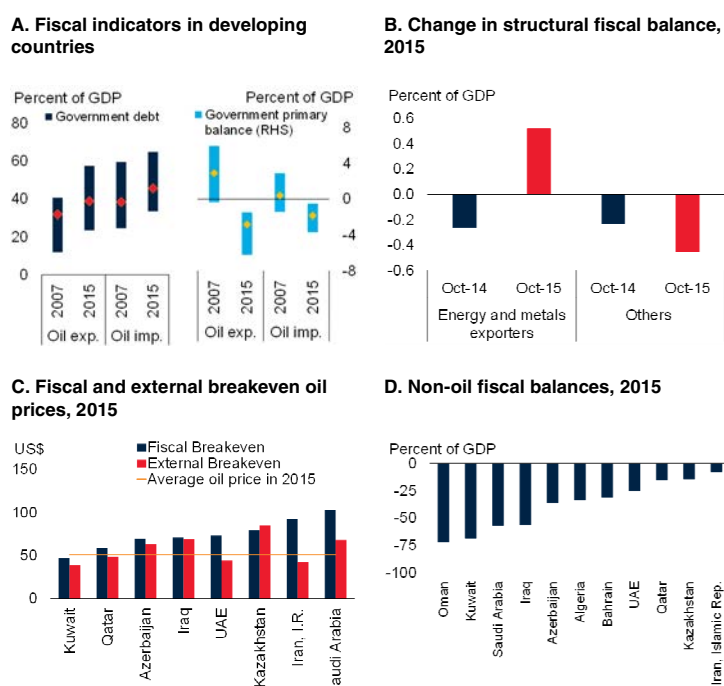 A. Fiscal indicators in developing
countries
Percent of GDP
Percent of GDP
Government debt
Government primary
balance (RHS)
80
60
40
20
0
8
4
0
-4
-8
2007
2015
2007
2015
Oil exp.
Oil imp.
2007
2015
2007
2015
Oil exp.
Oil imp.
B. Change in structural fiscal balance,
2015
Percent of GDP
0.6
0.4
0.2
0.0
-0.2
-0.4
-0.6
Oct-14
Oct-15
Oct-14
Oct-15
Energy and metals
exporters
Others
C. Fiscal and external breakeven oil
prices, 2015
US$
Fiscal Breakeven
External Breakeven
Average oil price in 2015
150
100
50
0
Kuwait
Qatar
Azerbaijan
Iraq
UAE
Kazakhstan
Iran, I.R.
audi Arabia
D. Non-oil fiscal balances, 2015
Percent of GDP
0
-25
-50
-75
-100
Oman
Kuwait
Saudi Arabia
Iraq
Azerbaijan
Algeria
Bahrain
UAE
Qatar
Kazakhstan
Iran, Islamic Rep.